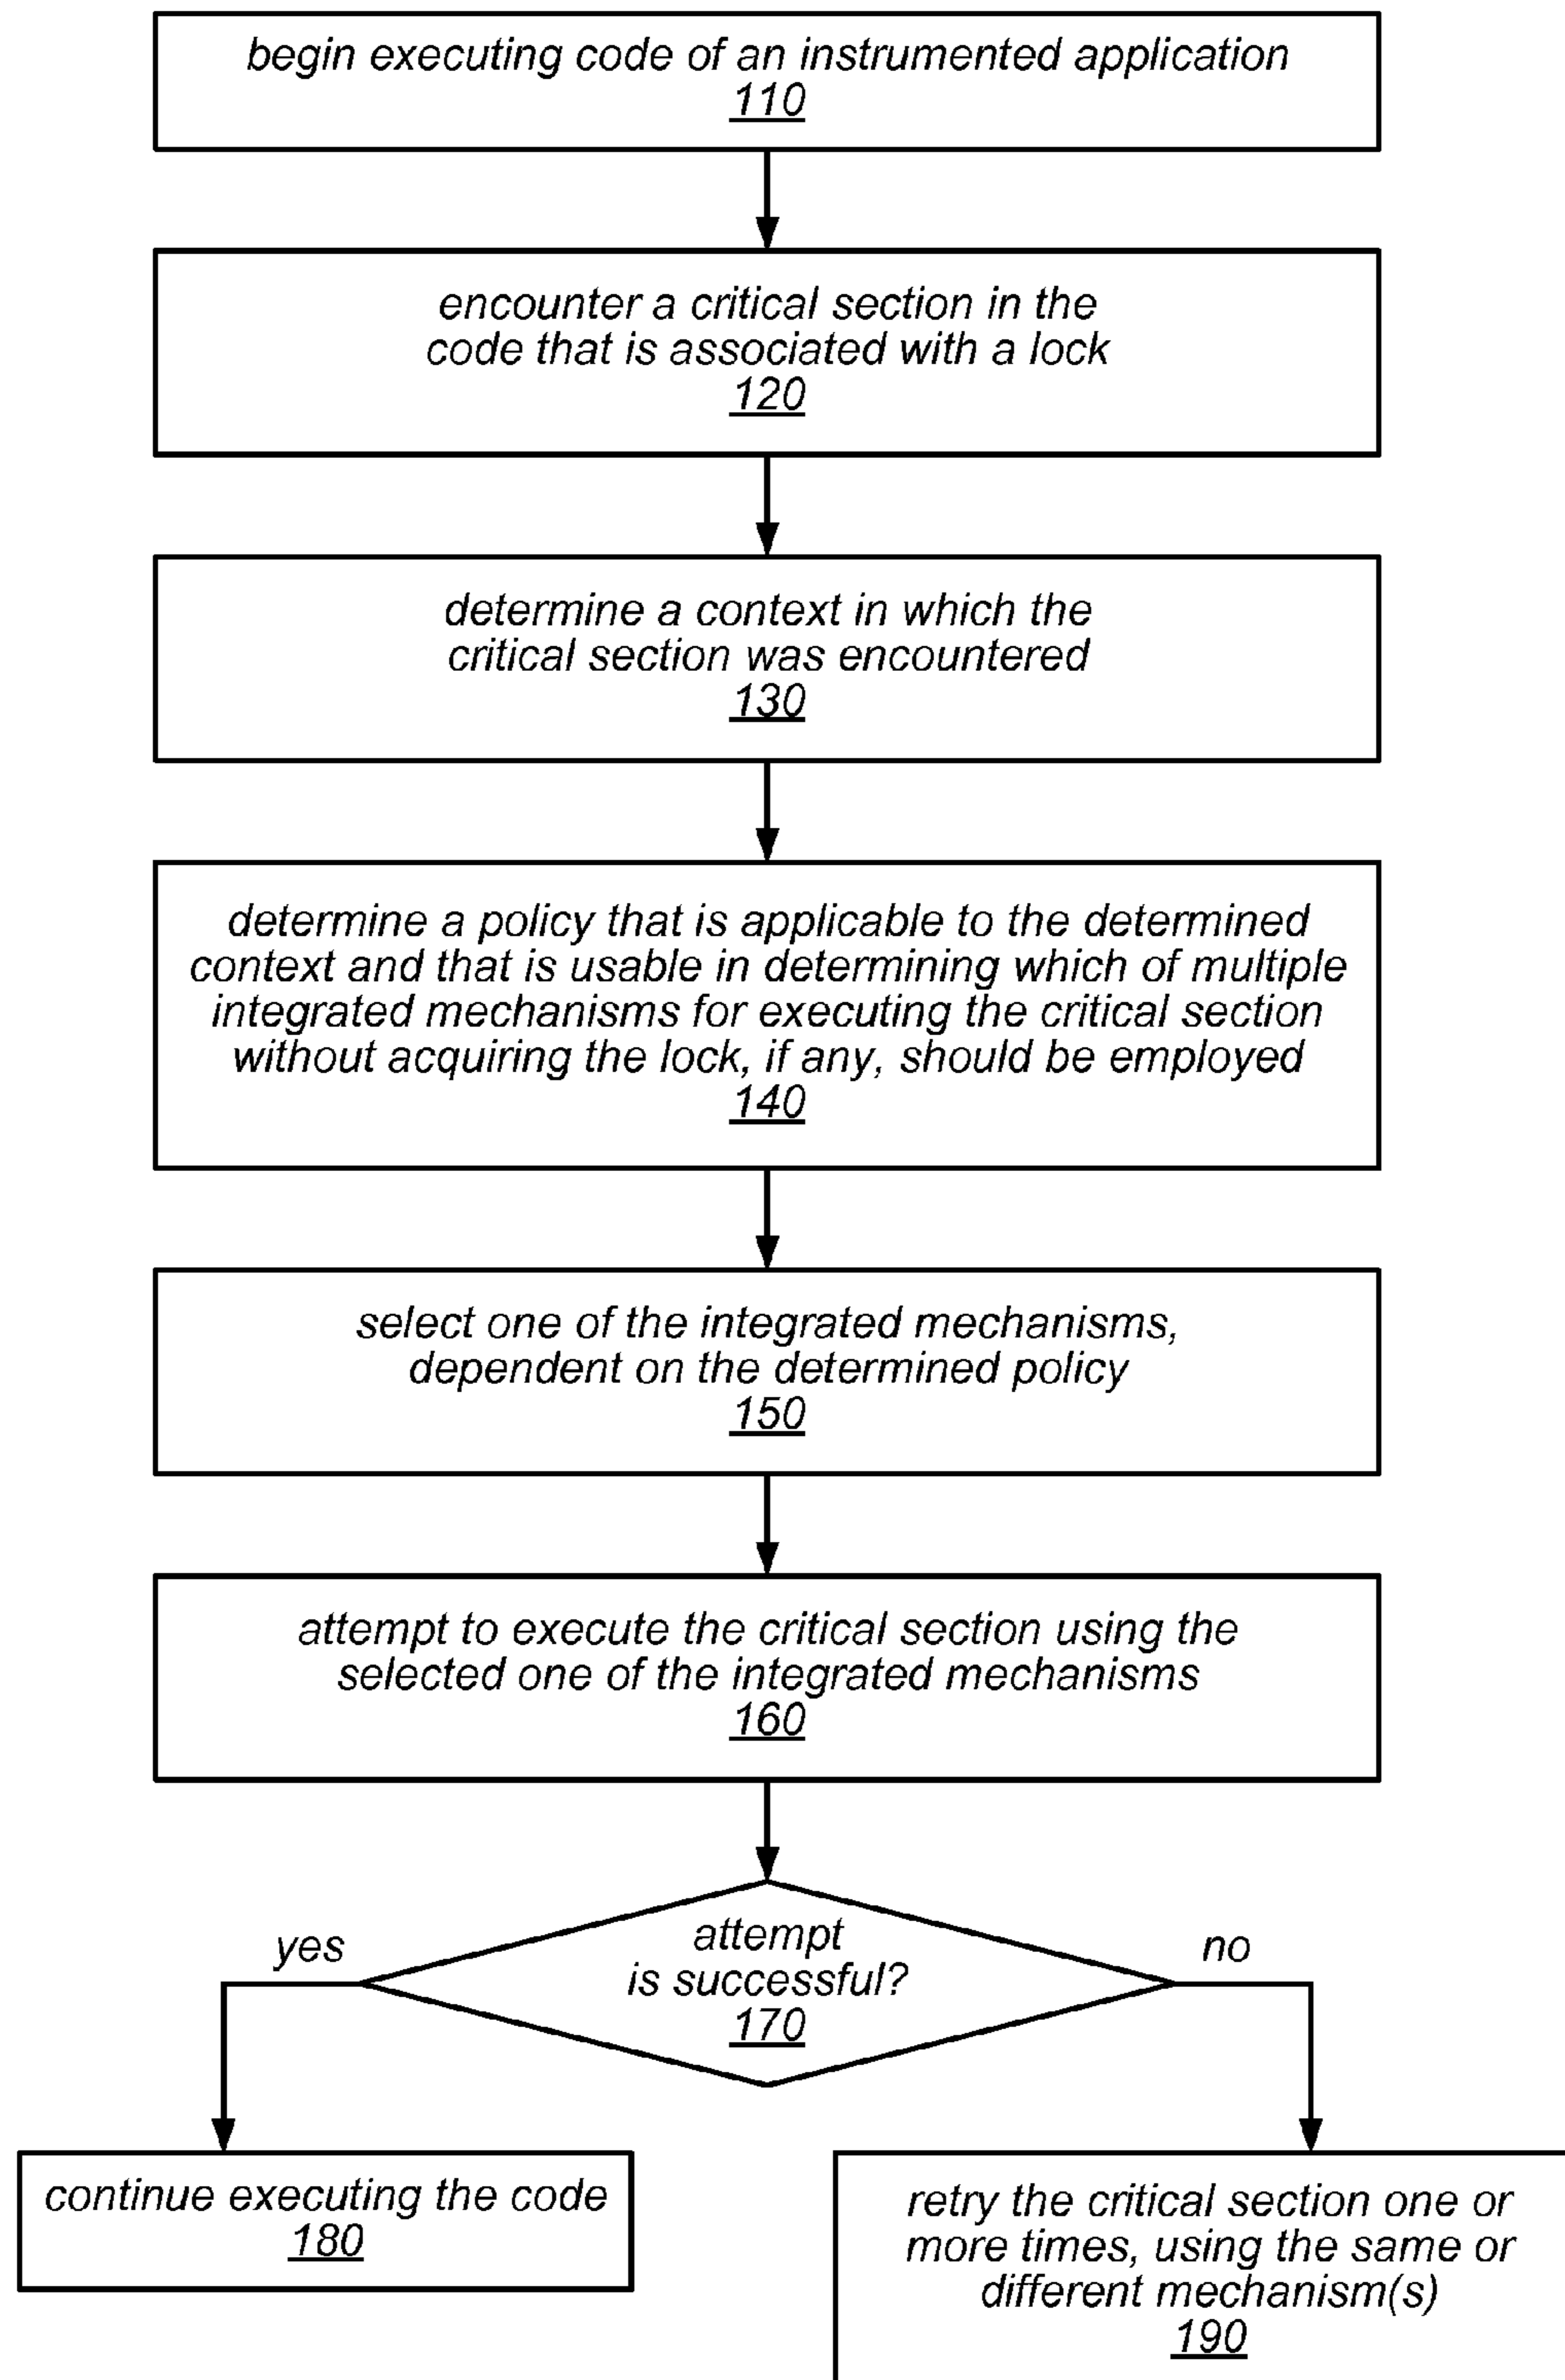 begin executing code of an instrumented application
110
encounter a critical section in the
code that is associated with a lock
120
determine a context in which the
critical section was encountered
130
determine a policy that is applicable to the determined
context and that is usable in determining which of multiple
integrated mechanisms for executing the critical section
without acquiring the lock, if any, should be employed
140
select one of the integrated mechanisms,
dependent on the determined policy
150
attempt to execute the critical section using the
selected one of the integrated mechanisms
160
attempt
is successful?
170
yes
no
continue executing the code
180
retry the critical section one or
more times, using the same or
different mechanism(s)
190